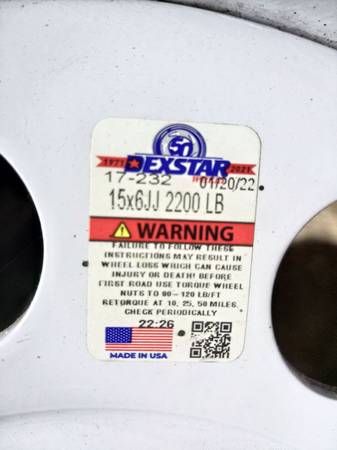 50
1971 DEXSTAR 2021
17-232 01/20/22
15x6JJ 2200 LB
WARNING
FAILURE TO FOLLOW THESE
INSTRUCTIONS MAY RESULT IN
WHEEL LOSS WHICH CAN CAUSE
INJURY OR DEATH! BEFORE
FIRST ROAD USE TORQUE WHEEL
NUTS TO 90-120 LB/FT
RETORQUE AT 10, 25, 50 MILES.
CHECK PERIODICALLY
22:26
MADE IN USA